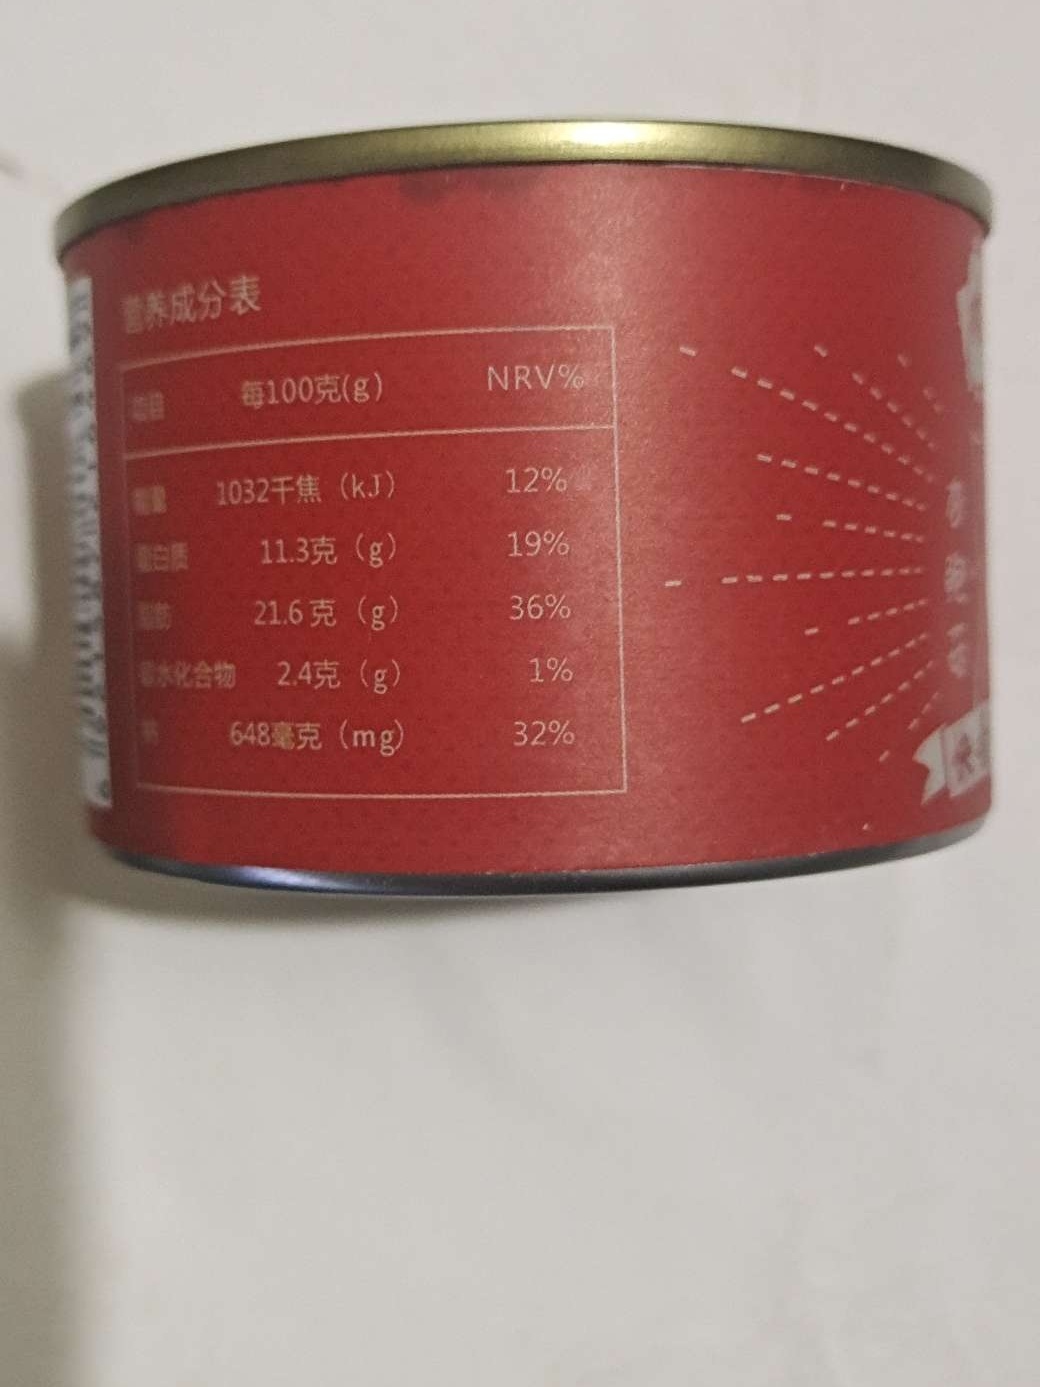 营养成分表
项目 每100克(g) NRV%
能量 1032千焦（kJ） 12%
蛋白质 11.3克（g） 19%
脂肪 21.6克（g） 36%
碳水化合物 2.4克（g） 1%
648毫克（mg） 32%